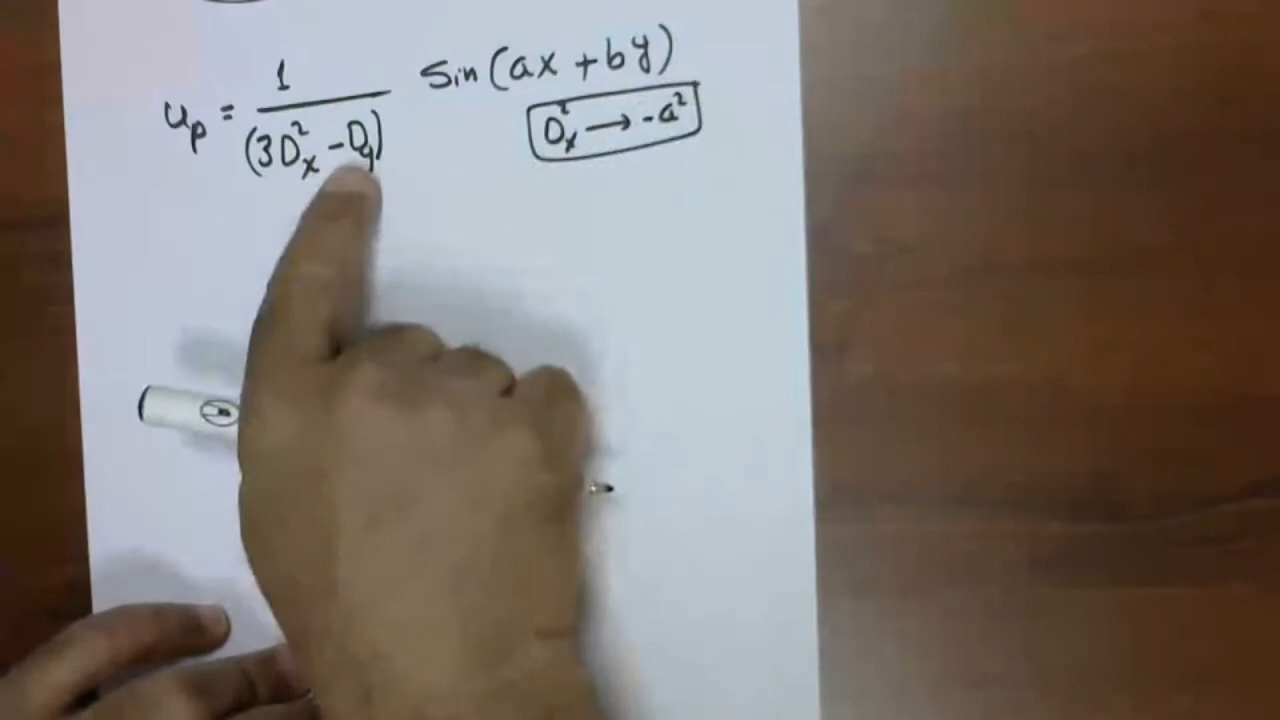 u_p = 1 / (3D_x^2 - D_y) sin(ax + by)
D_x^2 → -a^2